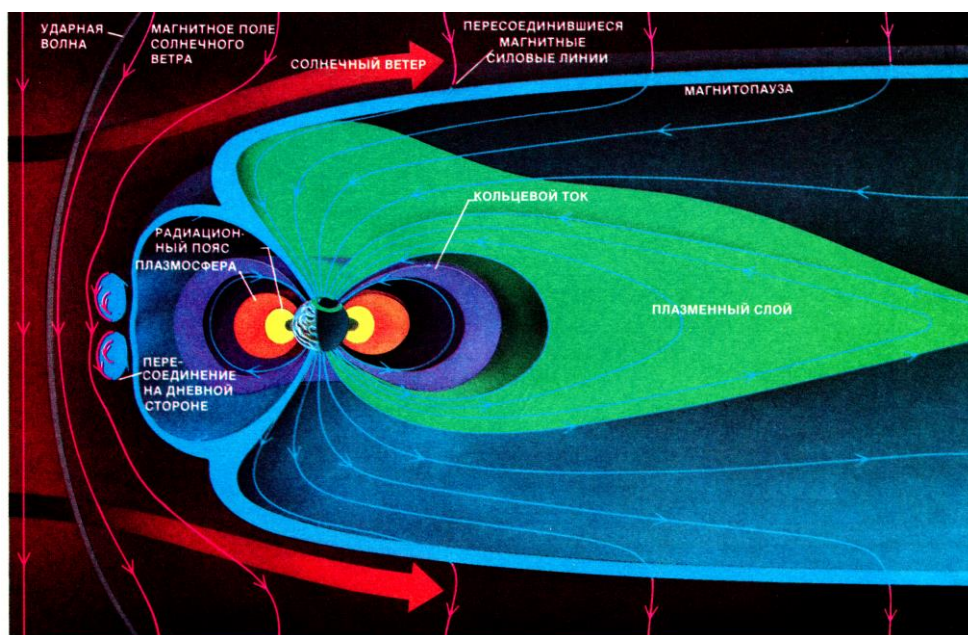 УДАРНАЯ
ВОЛНА
МАГНИТНОЕ ПОЛЕ
СОЛНЕЧНОГО
ВЕТРА
СОЛНЕЧНЫЙ ВЕТЕР
ПЕРЕСОЕДИНИВШИЕСЯ
МАГНИТНЫЕ
СИЛОВЫЕ ЛИНИИ
МАГНИТОПАУЗА
КОЛЬЦЕВОЙ ТОК
РАДИАЦИОН-
НЫЙ ПОЯС
ПЛАЗМОСФЕРА
ПЛАЗМЕННЫЙ СЛОЙ
ПЕРЕ-
СОЕДИНЕНИЕ
НА ДНЕВНОЙ
СТОРОНЕ